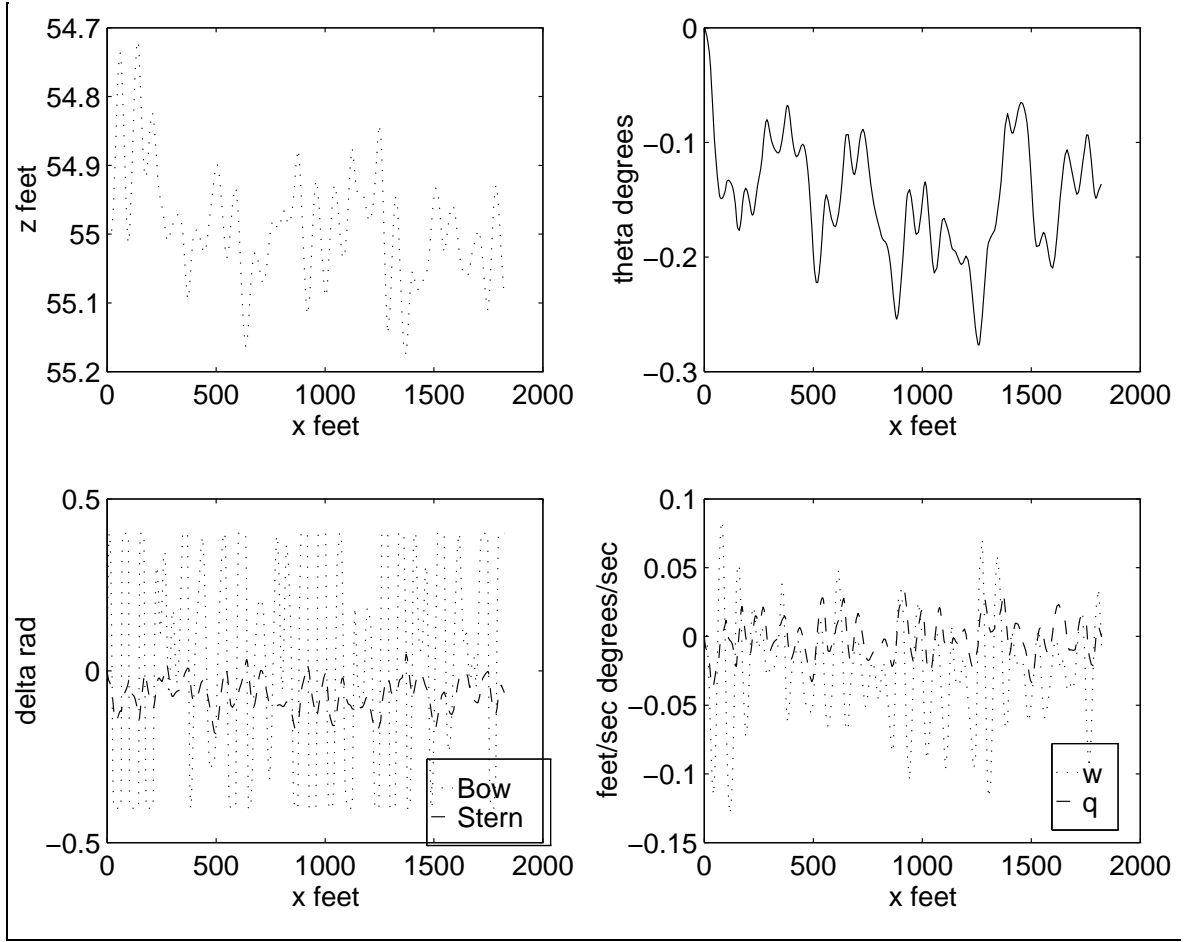 54.7
54.8
54.9
55
55.1
55.2
z feet
0 500 1000 1500 2000
x feet
0
−0.1
−0.2
−0.3
theta degrees
0 500 1000 1500 2000
x feet
0.5
0
−0.5
delta rad
Bow
Stern
0 500 1000 1500 2000
x feet
0.1
0.05
0
−0.05
−0.1
−0.15
feet/sec degrees/sec
w
q
0 500 1000 1500 2000
x feet